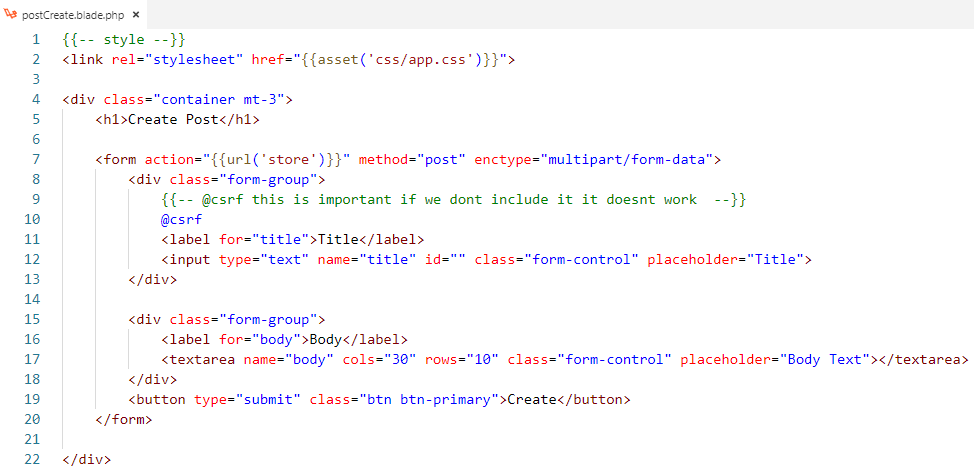 postCreate.blade.php ×
1 {{-- style --}}
2 <link rel="stylesheet" href="{{asset('css/app.css')}}">
3
4 <div class="container mt-3">
5     <h1>Create Post</h1>
6
7     <form action="{{url('store')}}" method="post" enctype="multipart/form-data">
8         <div class="form-group">
9             {{-- @csrf this is important if we dont include it it doesnt work  --}}
10             @csrf
11             <label for="title">Title</label>
12             <input type="text" name="title" id="" class="form-control" placeholder="Title">
13         </div>
14
15         <div class="form-group">
16             <label for="body">Body</label>
17             <textarea name="body" cols="30" rows="10" class="form-control" placeholder="Body Text"></textarea>
18         </div>
19         <button type="submit" class="btn btn-primary">Create</button>
20     </form>
21
22 </div>